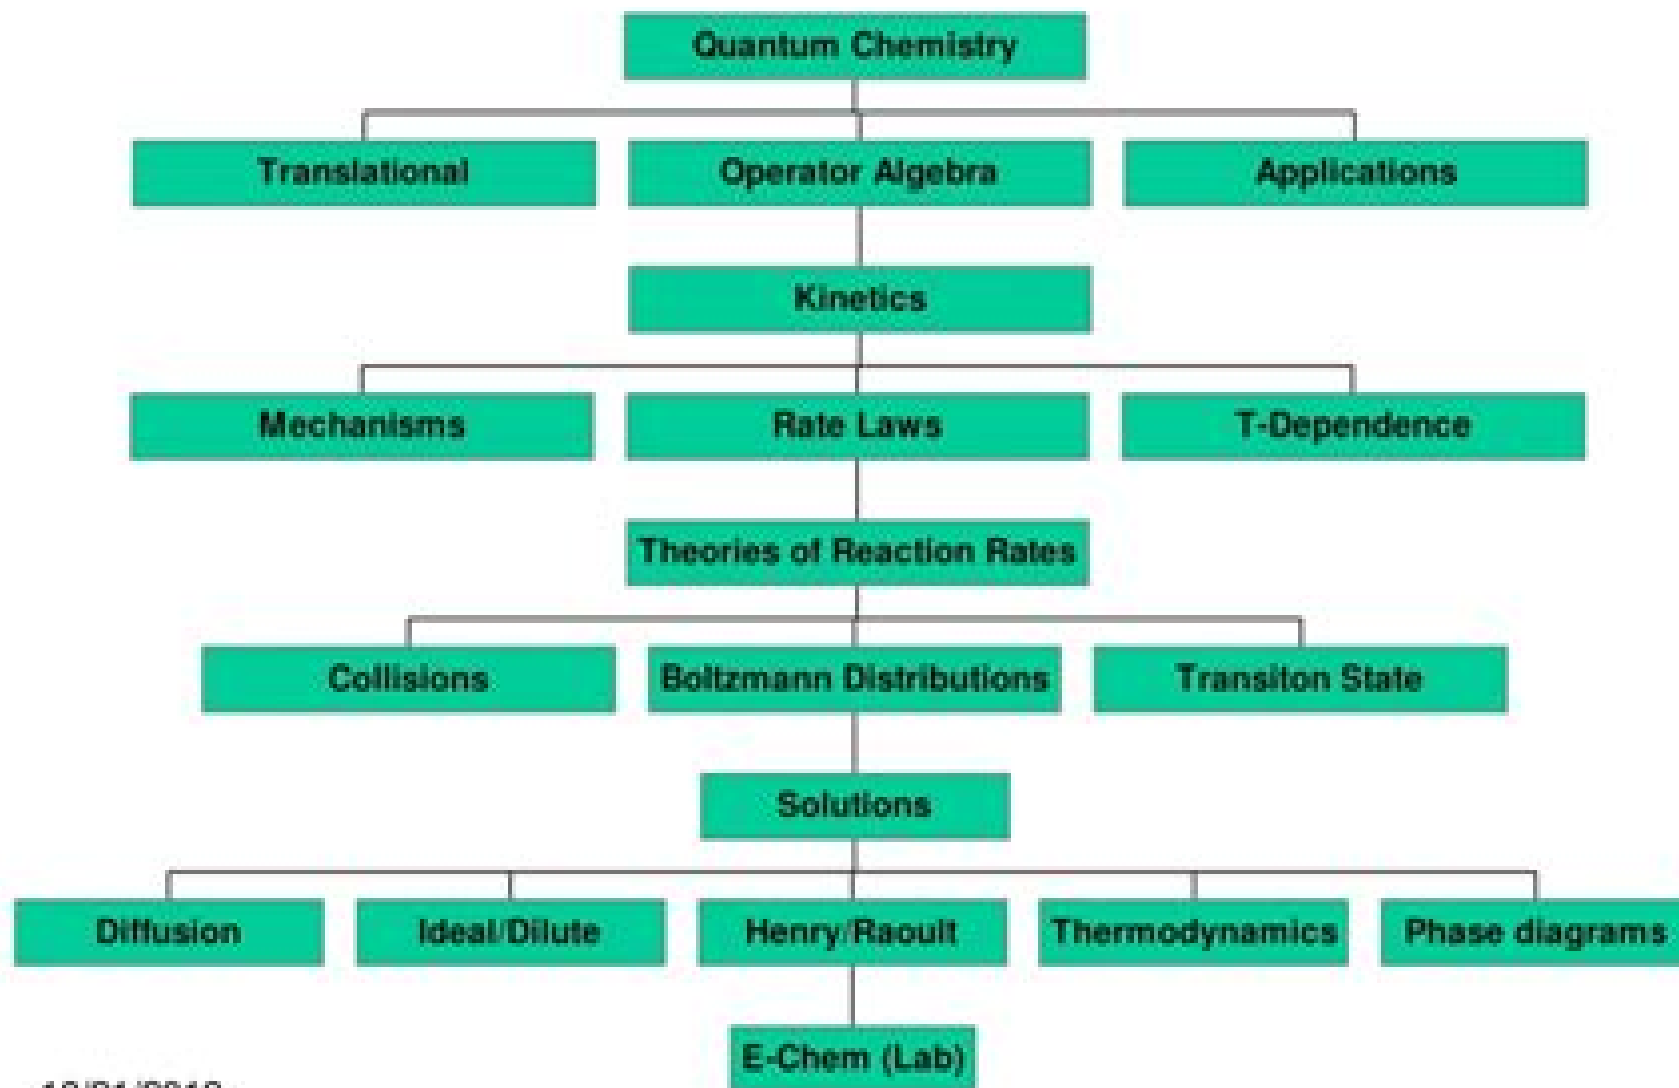 Quantum Chemistry
Translational
Operator Algebra
Applications
Kinetics
Mechanisms
Rate Laws
T-Dependence
Theories of Reaction Rates
Collisions
Boltzmann Distributions
Transiton State
Solutions
Diffusion
Ideal/Dilute
Henry/Raoult
Thermodynamics
Phase diagrams
E-Chem (Lab)